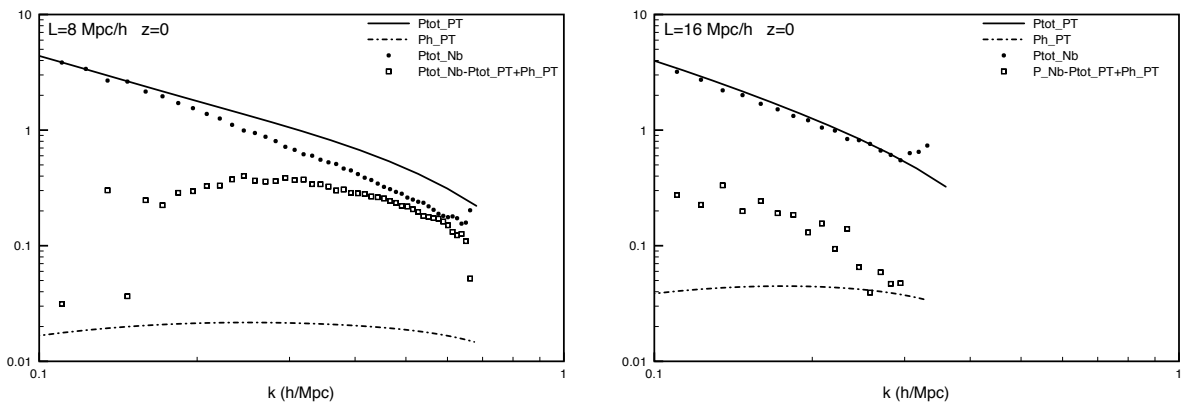 L=8 Mpc/h z=0
Ptot_PT
Ph_PT
Ptot_Nb
Ptot_Nb-Ptot_PT+Ph_PT
10
1
0.1
0.01
0.1
1
k (h/Mpc)
L=16 Mpc/h z=0
Ptot_PT
Ph_PT
Ptot_Nb
P_Nb-Ptot_PT+Ph_PT
10
1
0.1
0.01
0.1
1
k (h/Mpc)